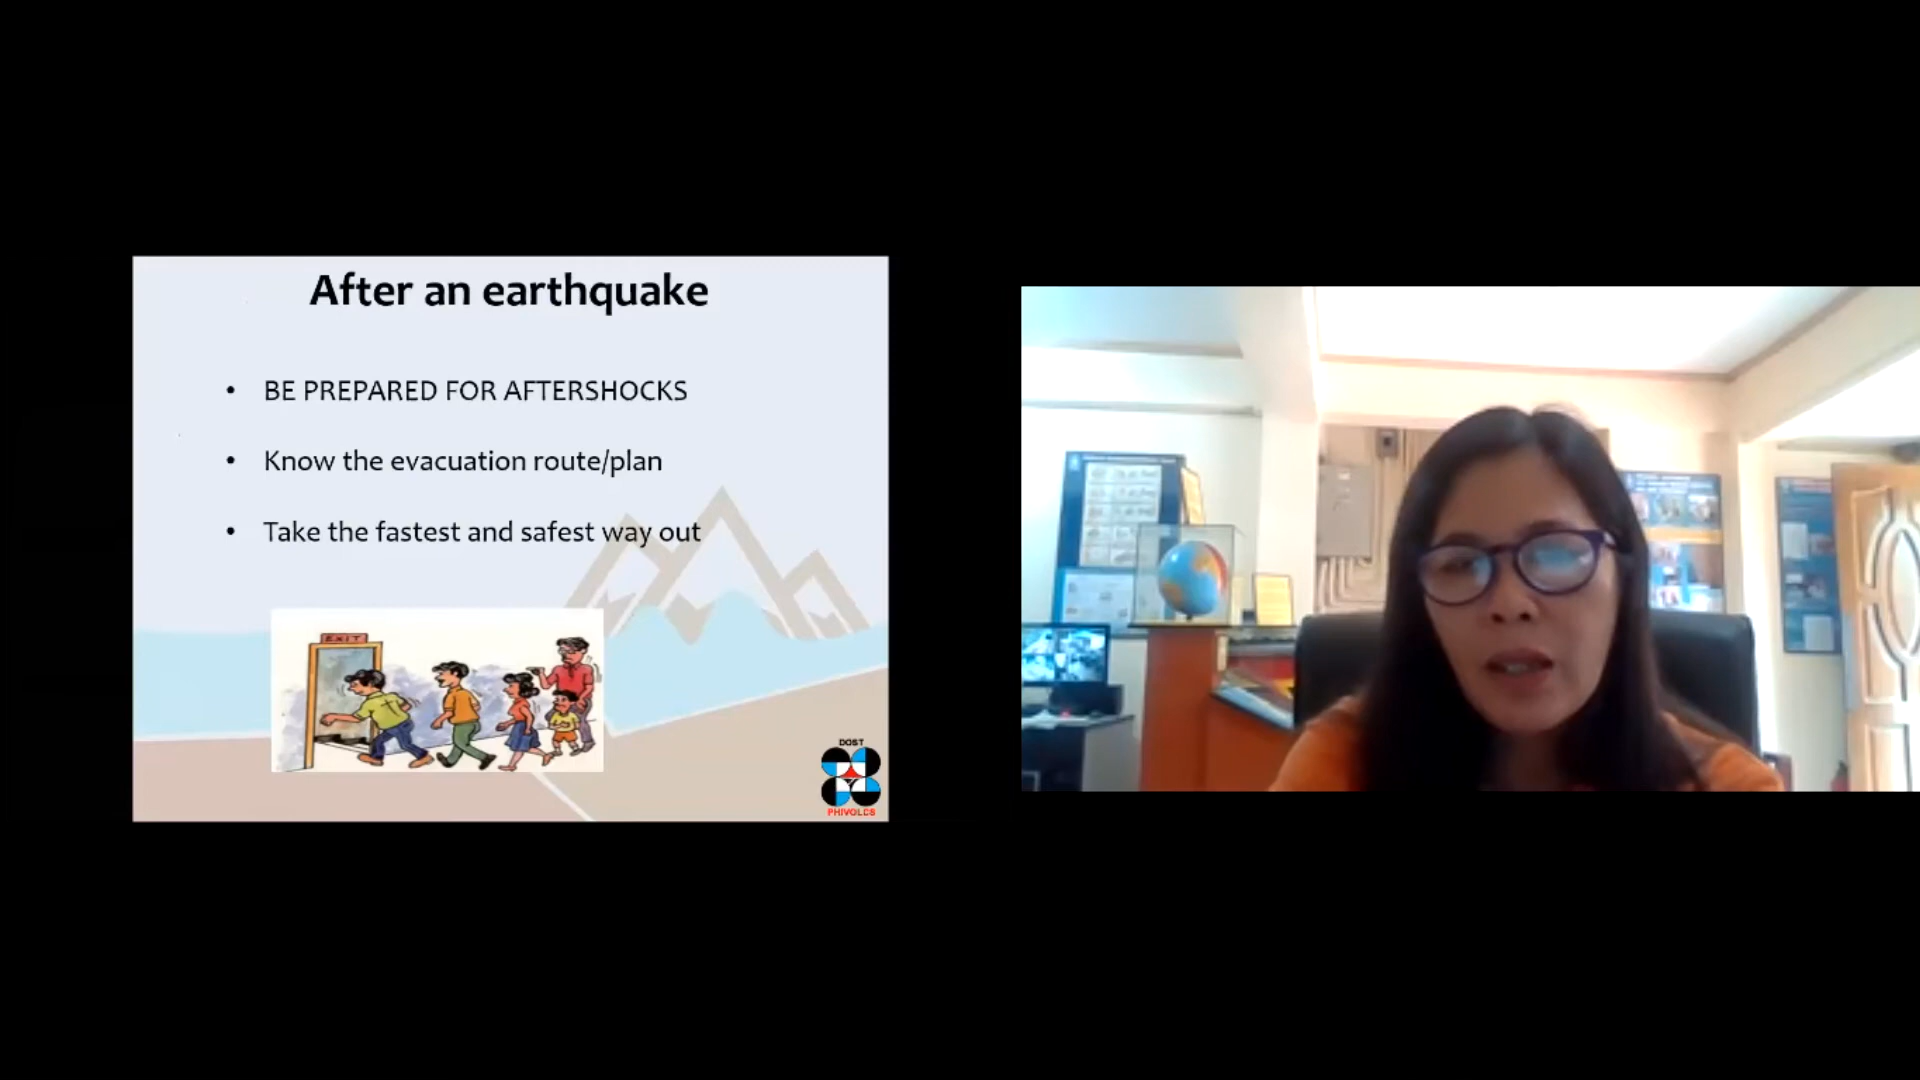 After an earthquake
• BE PREPARED FOR AFTERSHOCKS
• Know the evacuation route/plan
• Take the fastest and safest way out
EXIT
DOST
PHIVOLCS